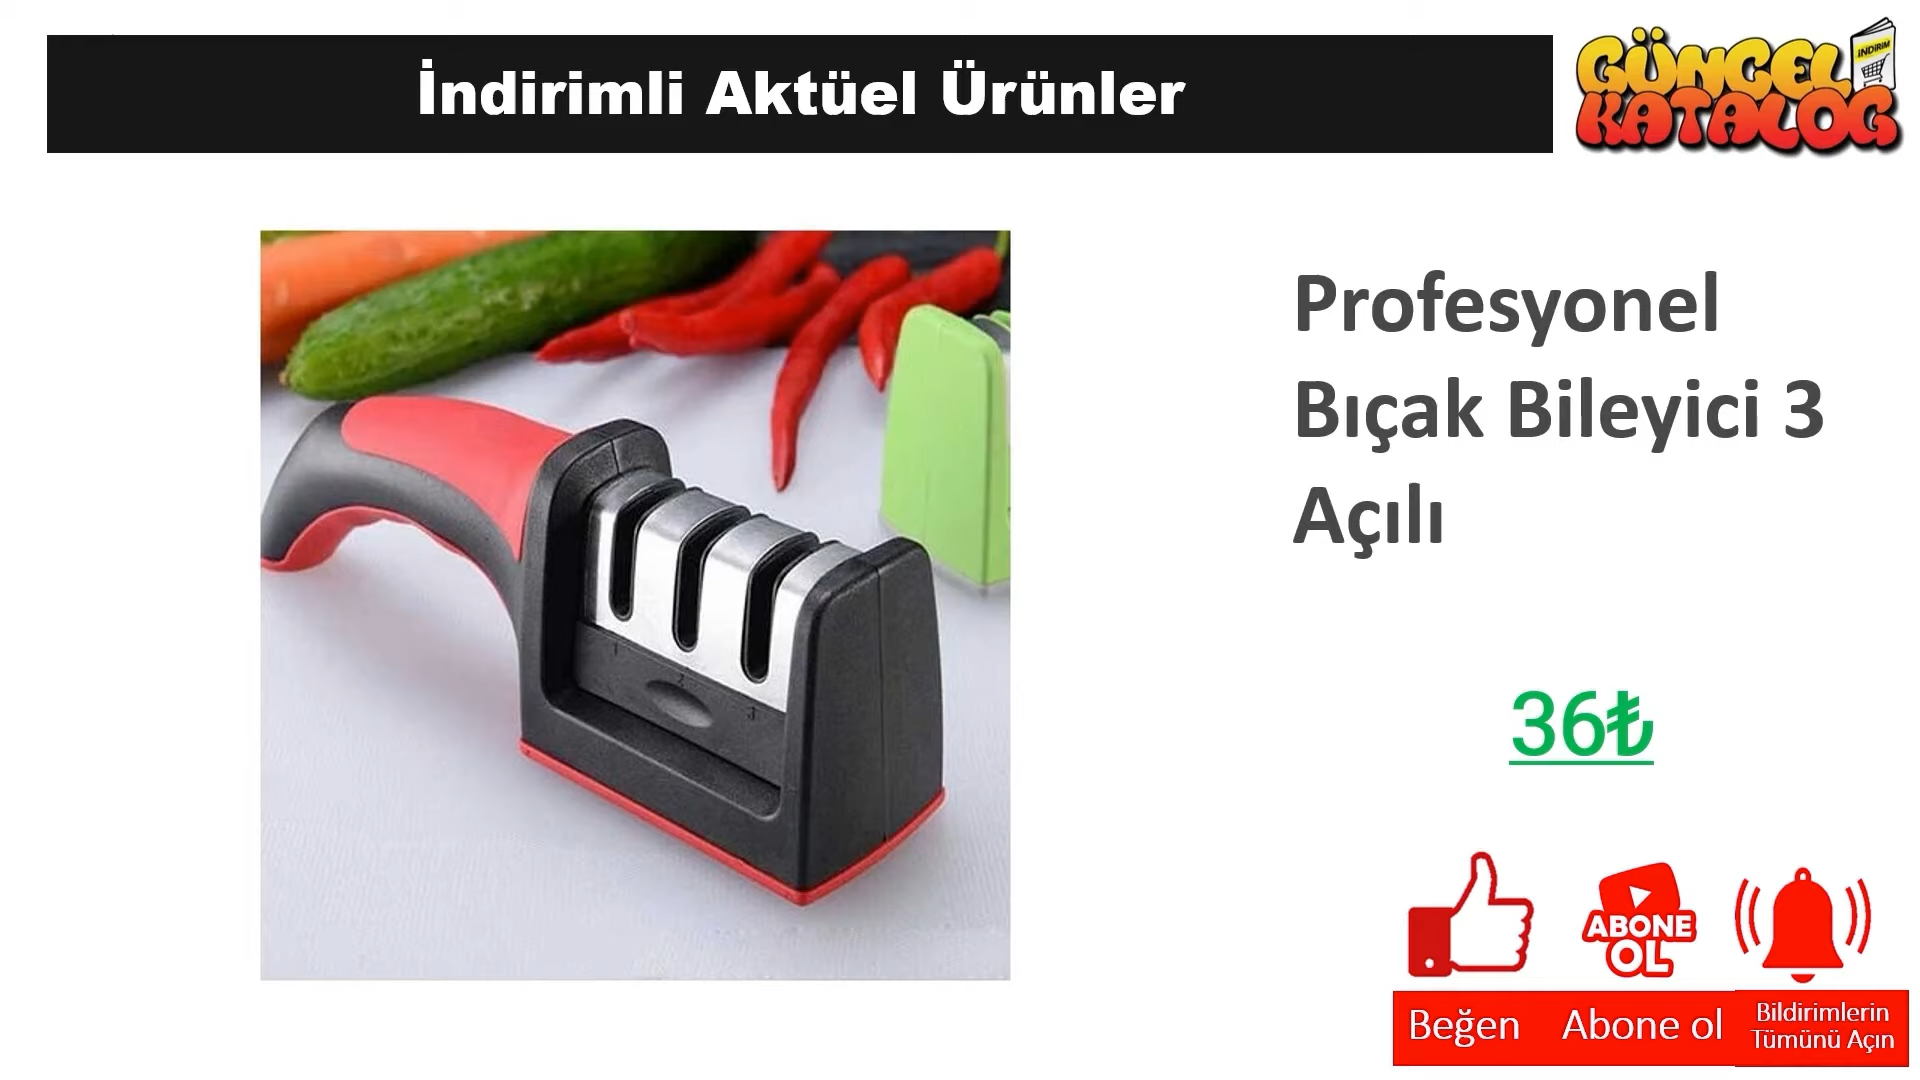 İndirimli Aktüel Ürünler
GÜNCEL
KATALOG
İNDİRİM
Profesyonel
Bıçak Bileyici 3
Açılı
1
2
3
36₺
ABONE
OL
Beğen
Abone ol
Bildirimlerin
Tümünü Açın